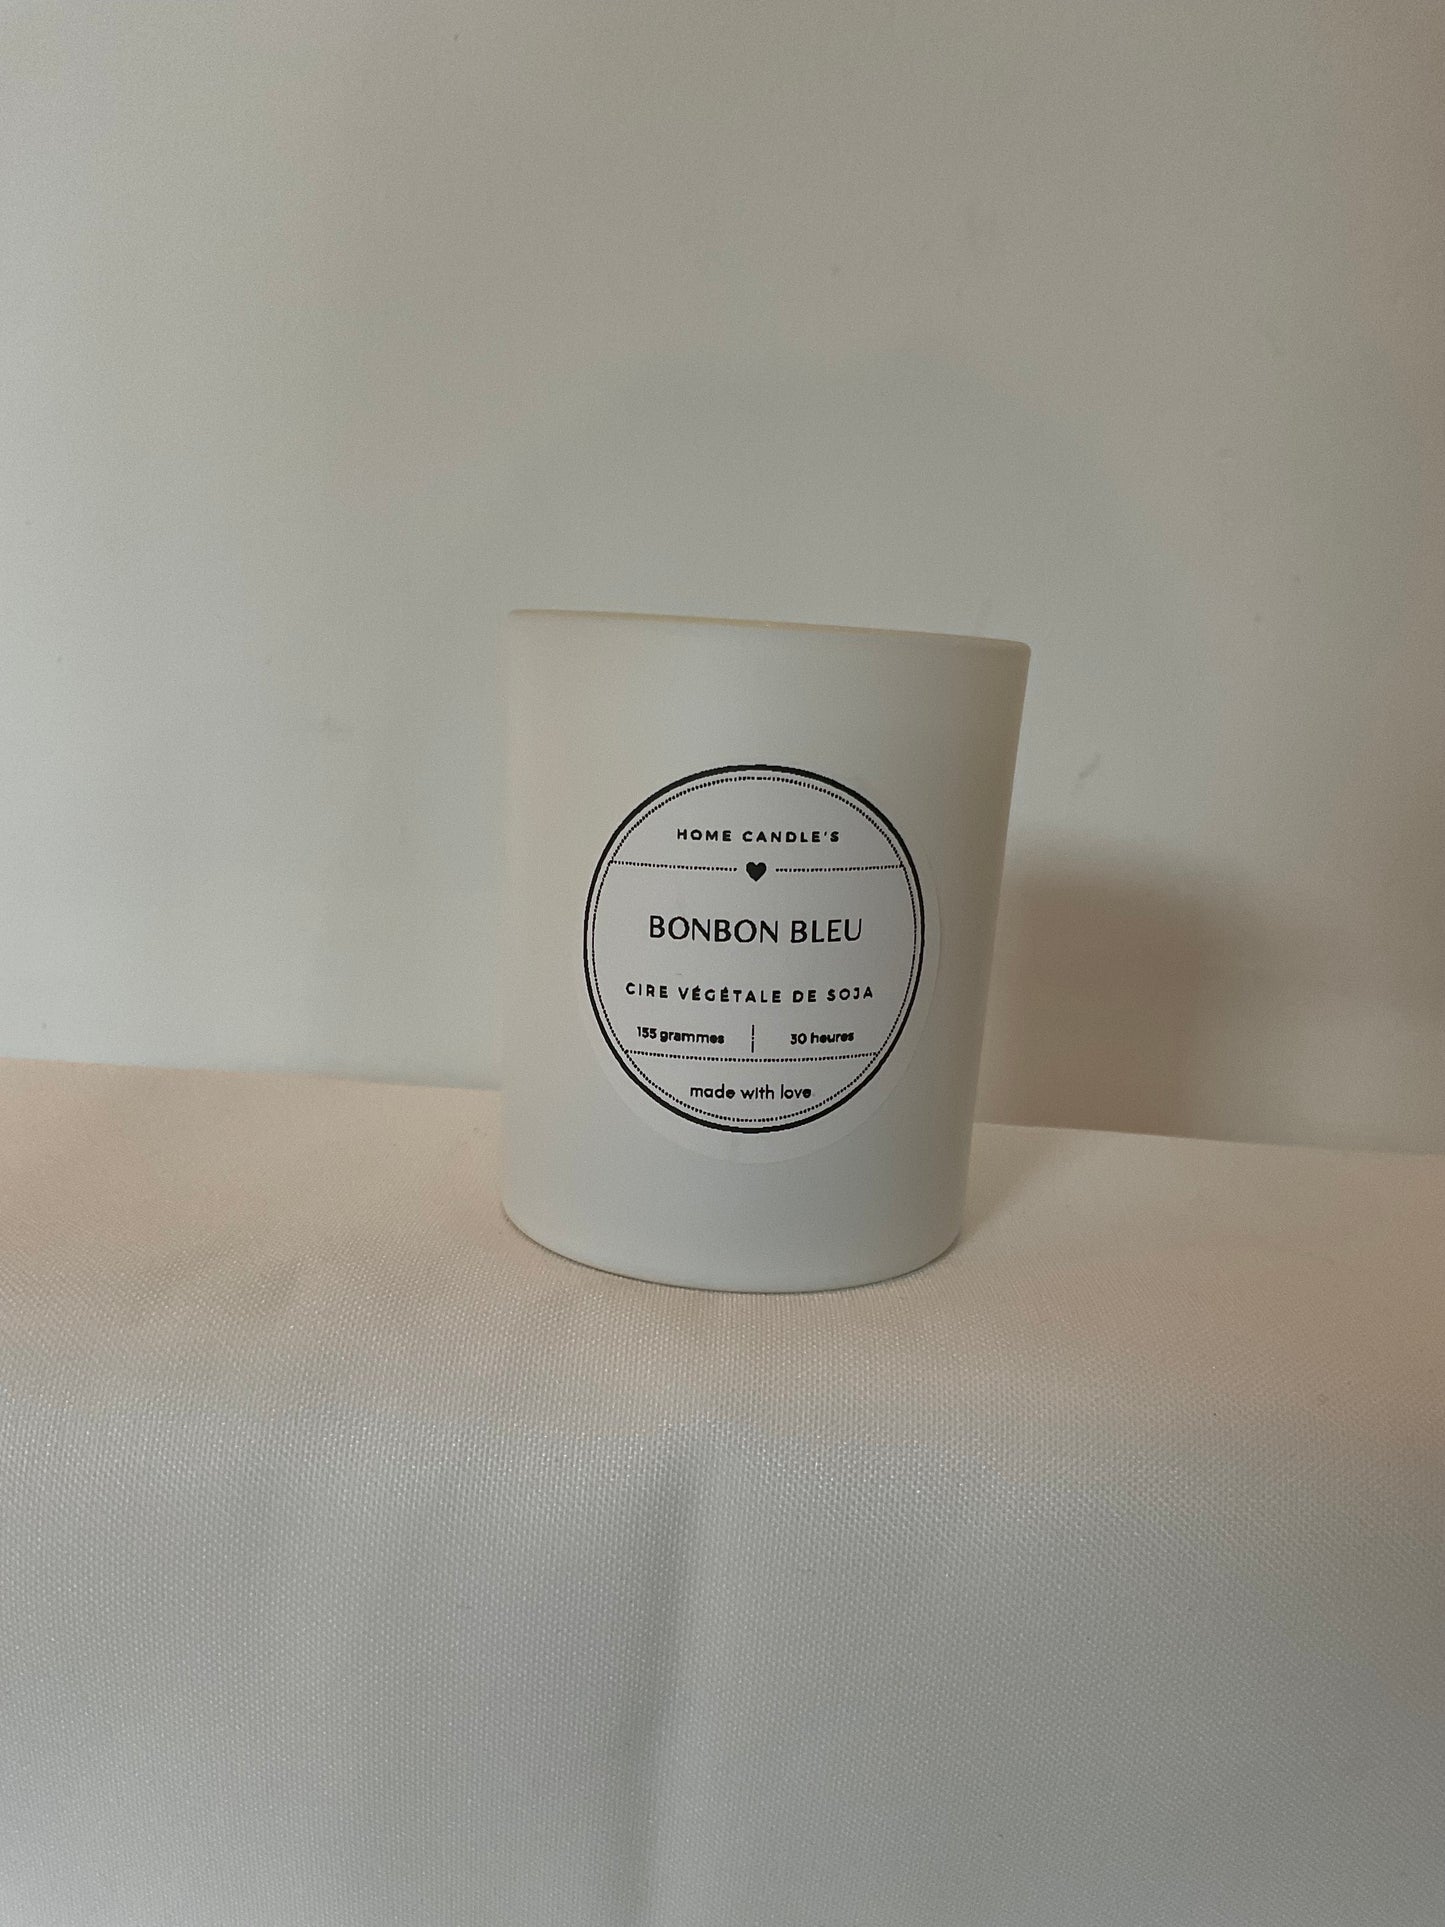 HOME CANDLE'S
BONBON BLEU
CIRE VÉGÉTALE DE SOJA
155 grammes | 30 heures
made with love